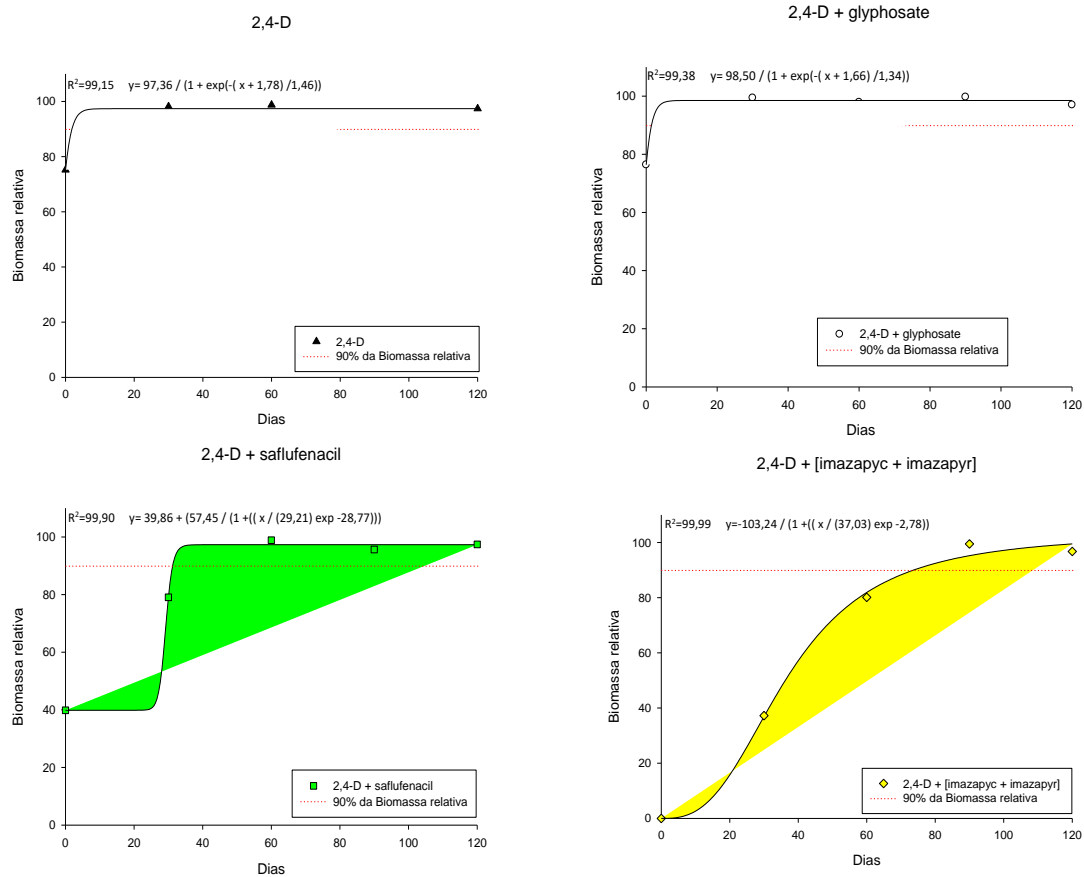 2,4-D
R²=99,15 y= 97,36 / (1 + exp(-( x + 1,78) /1,46))
100
80
60
40
20
0
Biomassa relativa
2,4-D
90% da Biomassa relativa
0 20 40 60 80 100 120
Dias
2,4-D + glyphosate
R²=99,38 y= 98,50 / (1 + exp(-( x + 1,66) /1,34))
100
80
60
40
20
0
Biomassa relativa
2,4-D + glyphosate
90% da Biomassa relativa
0 20 40 60 80 100 120
Dias
2,4-D + saflufenacil
R²=99,90 y= 39,86 + (57,45 / (1 +(( x / (29,21) exp -28,77)))
100
80
60
40
20
0
Biomassa relativa
2,4-D + saflufenacil
90% da Biomassa relativa
0 20 40 60 80 100 120
Dias
2,4-D + [imazapyc + imazapyr]
R²=99,99 y=-103,24 / (1 +(( x / (37,03) exp -2,78))
100
80
60
40
20
0
Biomassa relativa
2,4-D + [imazapyc + imazapyr]
90% da Biomassa relativa
0 20 40 60 80 100 120
Dias